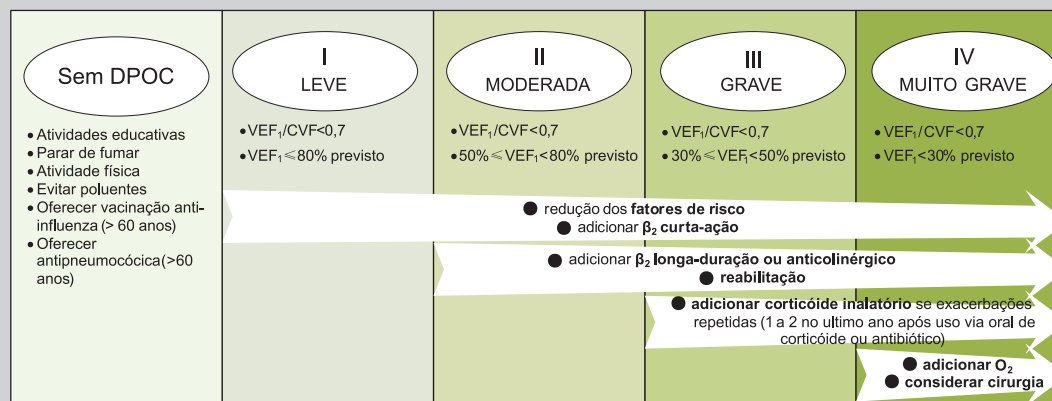 Sem DPOC
• Atividades educativas
• Parar de fumar
• Atividade física
• Evitar poluentes
• Oferecer vacinação anti-
influenza (> 60 anos)
• Oferecer
antipneumocócica(>60
anos)
I
LEVE
• VEF₁/CVF<0,7
• VEF₁⩽80% previsto
II
MODERADA
• VEF₁/CVF<0,7
• 50%⩽VEF₁<80% previsto
III
GRAVE
• VEF₁/CVF<0,7
• 30%⩽VEF₁<50% previsto
IV
MUITO GRAVE
• VEF₁/CVF<0,7
• VEF₁<30% previsto
● redução dos fatores de risco
● adicionar β₂ curta-ação
● adicionar β₂ longa-duração ou anticolinérgico
● reabilitação
● adicionar corticóide inalatório se exacerbações
repetidas (1 a 2 no ultimo ano após uso via oral de
corticóide ou antibiótico)
● adicionar O₂
● considerar cirurgia